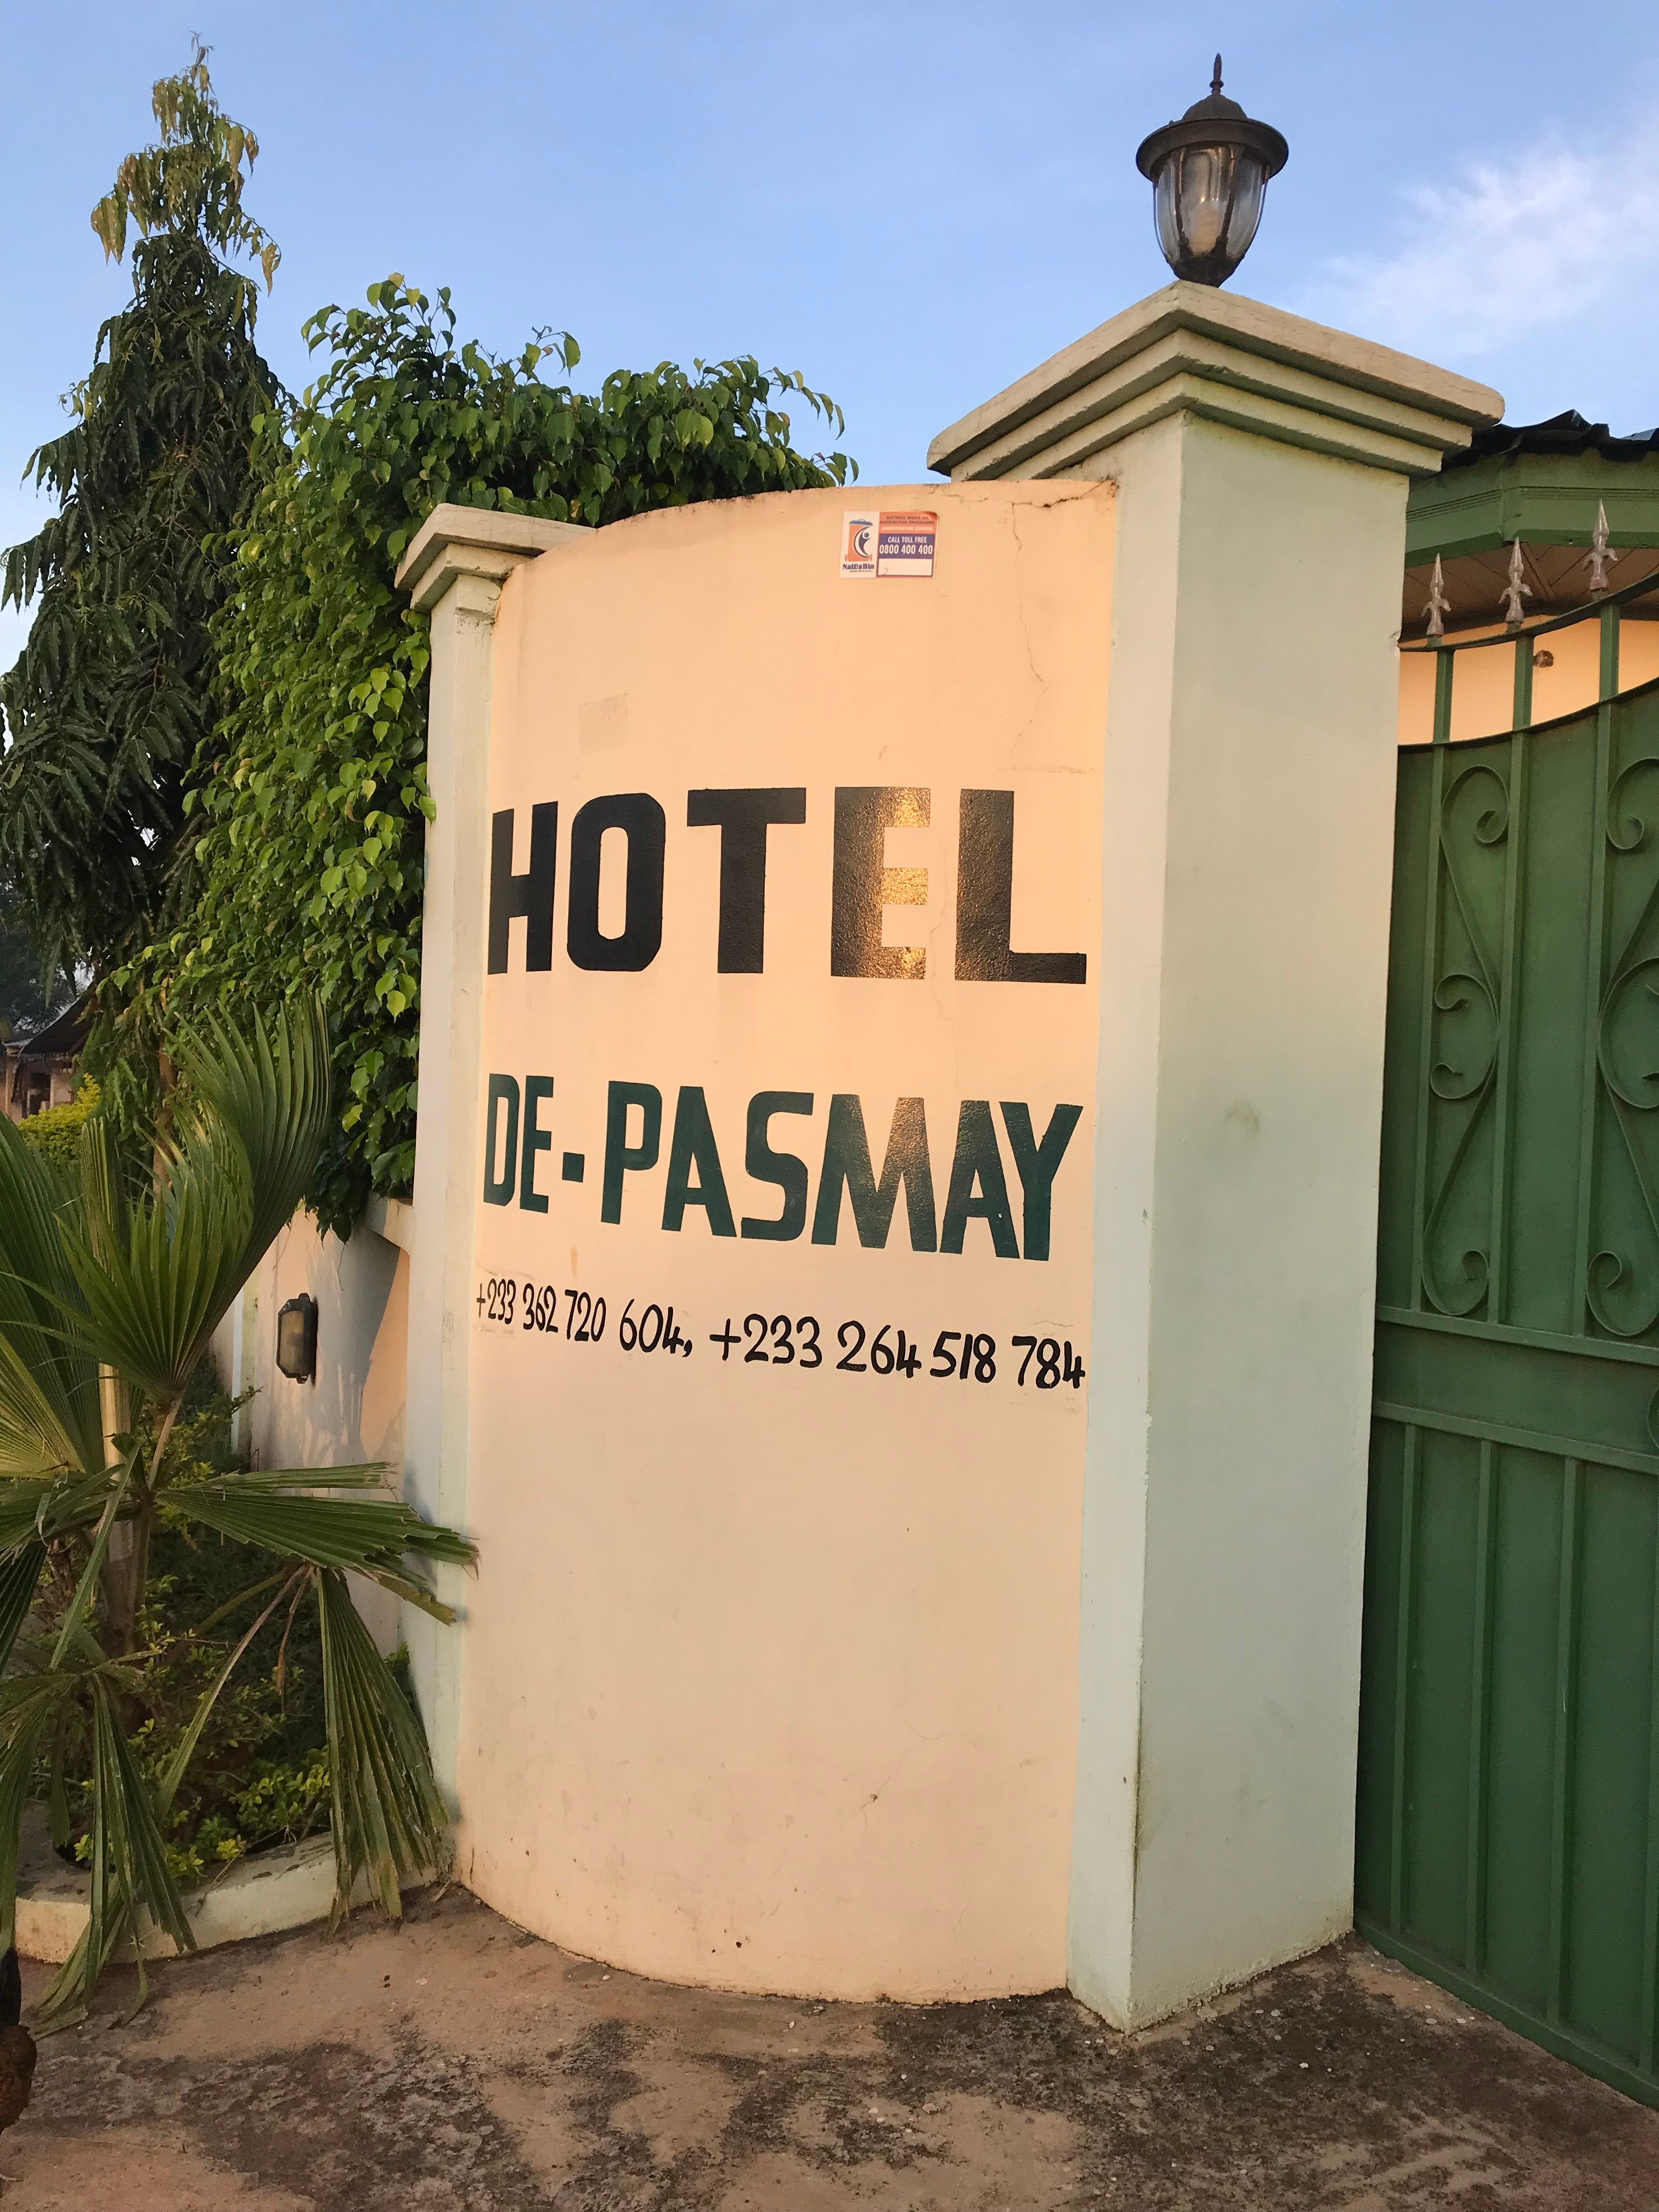 CALL TOLL FREE
0800 400 400
HOTEL
DE-PASMAY
+233 362 720 604, +233 264 518 784